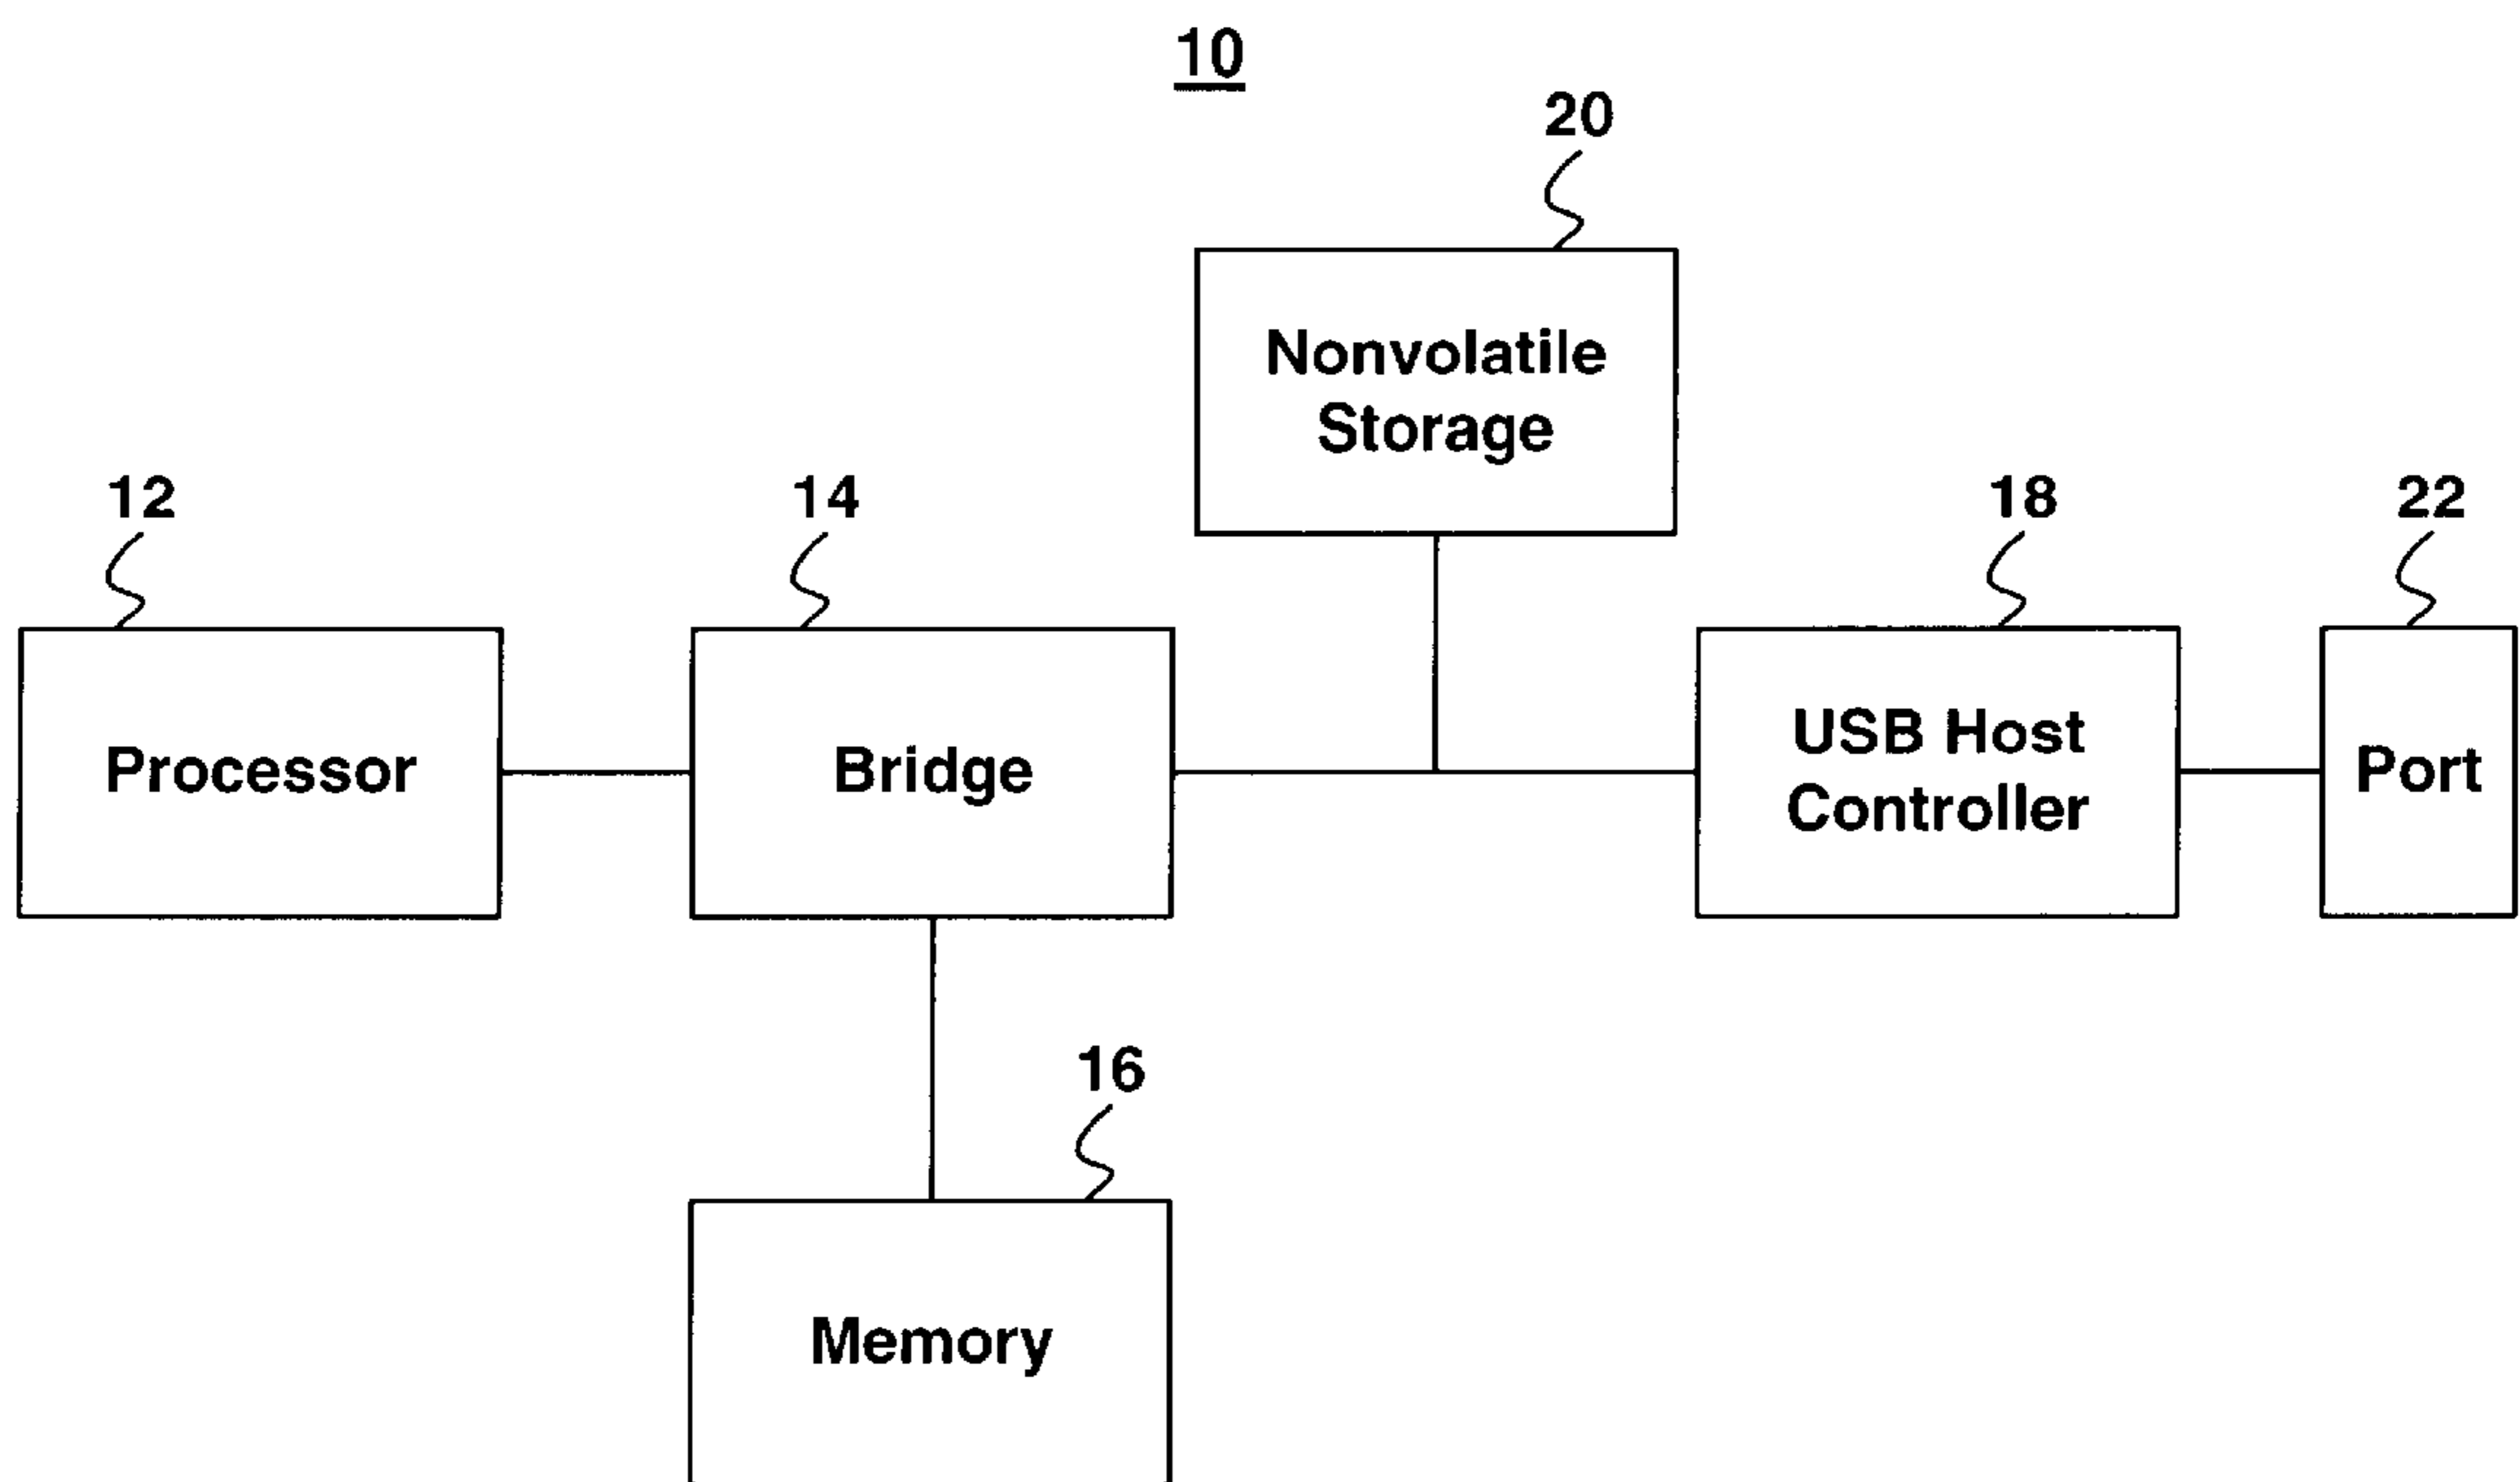 10
20
Nonvolatile
Storage
12
14
18
22
Processor
Bridge
USB Host
Controller
Port
16
Memory